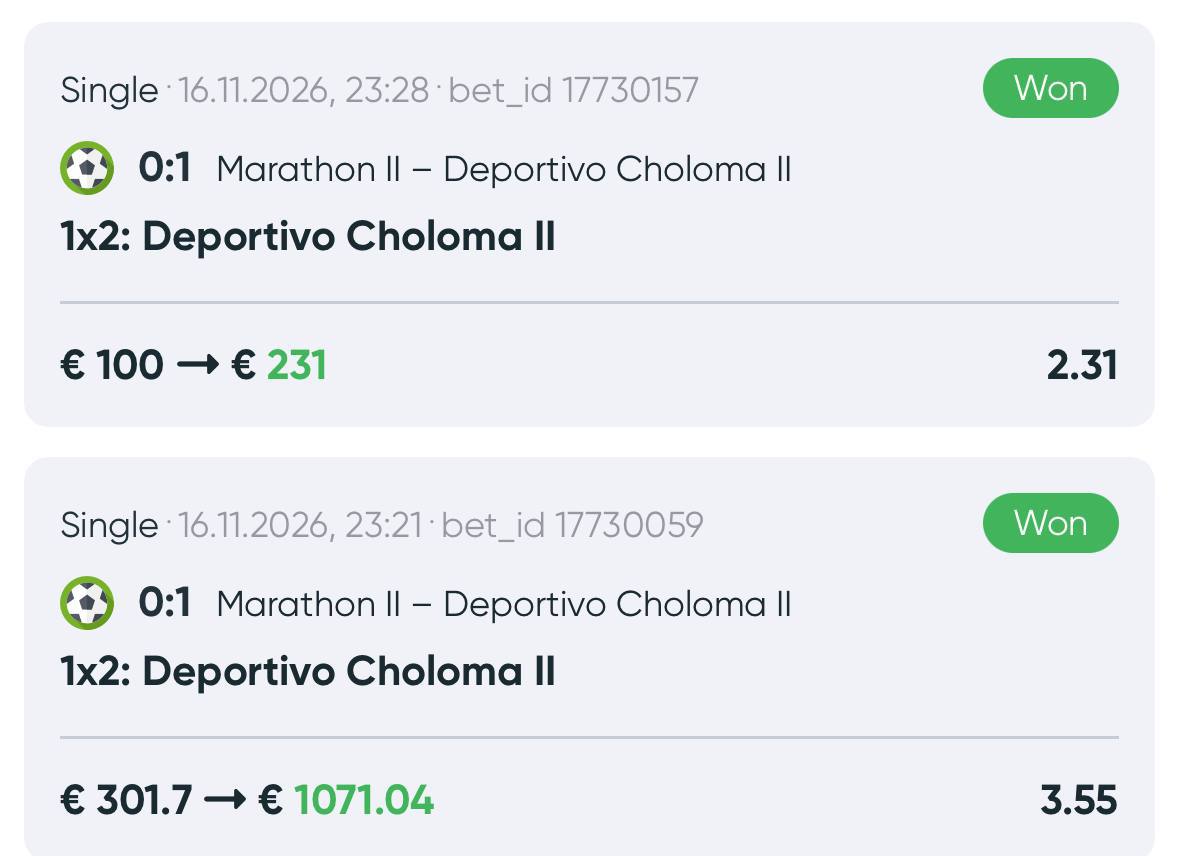 Single · 16.11.2026, 23:28 · bet_id 17730157 Won
0:1 Marathon II – Deportivo Choloma II
1x2: Deportivo Choloma II
€ 100 → € 231 2.31
Single · 16.11.2026, 23:21 · bet_id 17730059 Won
0:1 Marathon II – Deportivo Choloma II
1x2: Deportivo Choloma II
€ 301.7 → € 1071.04 3.55